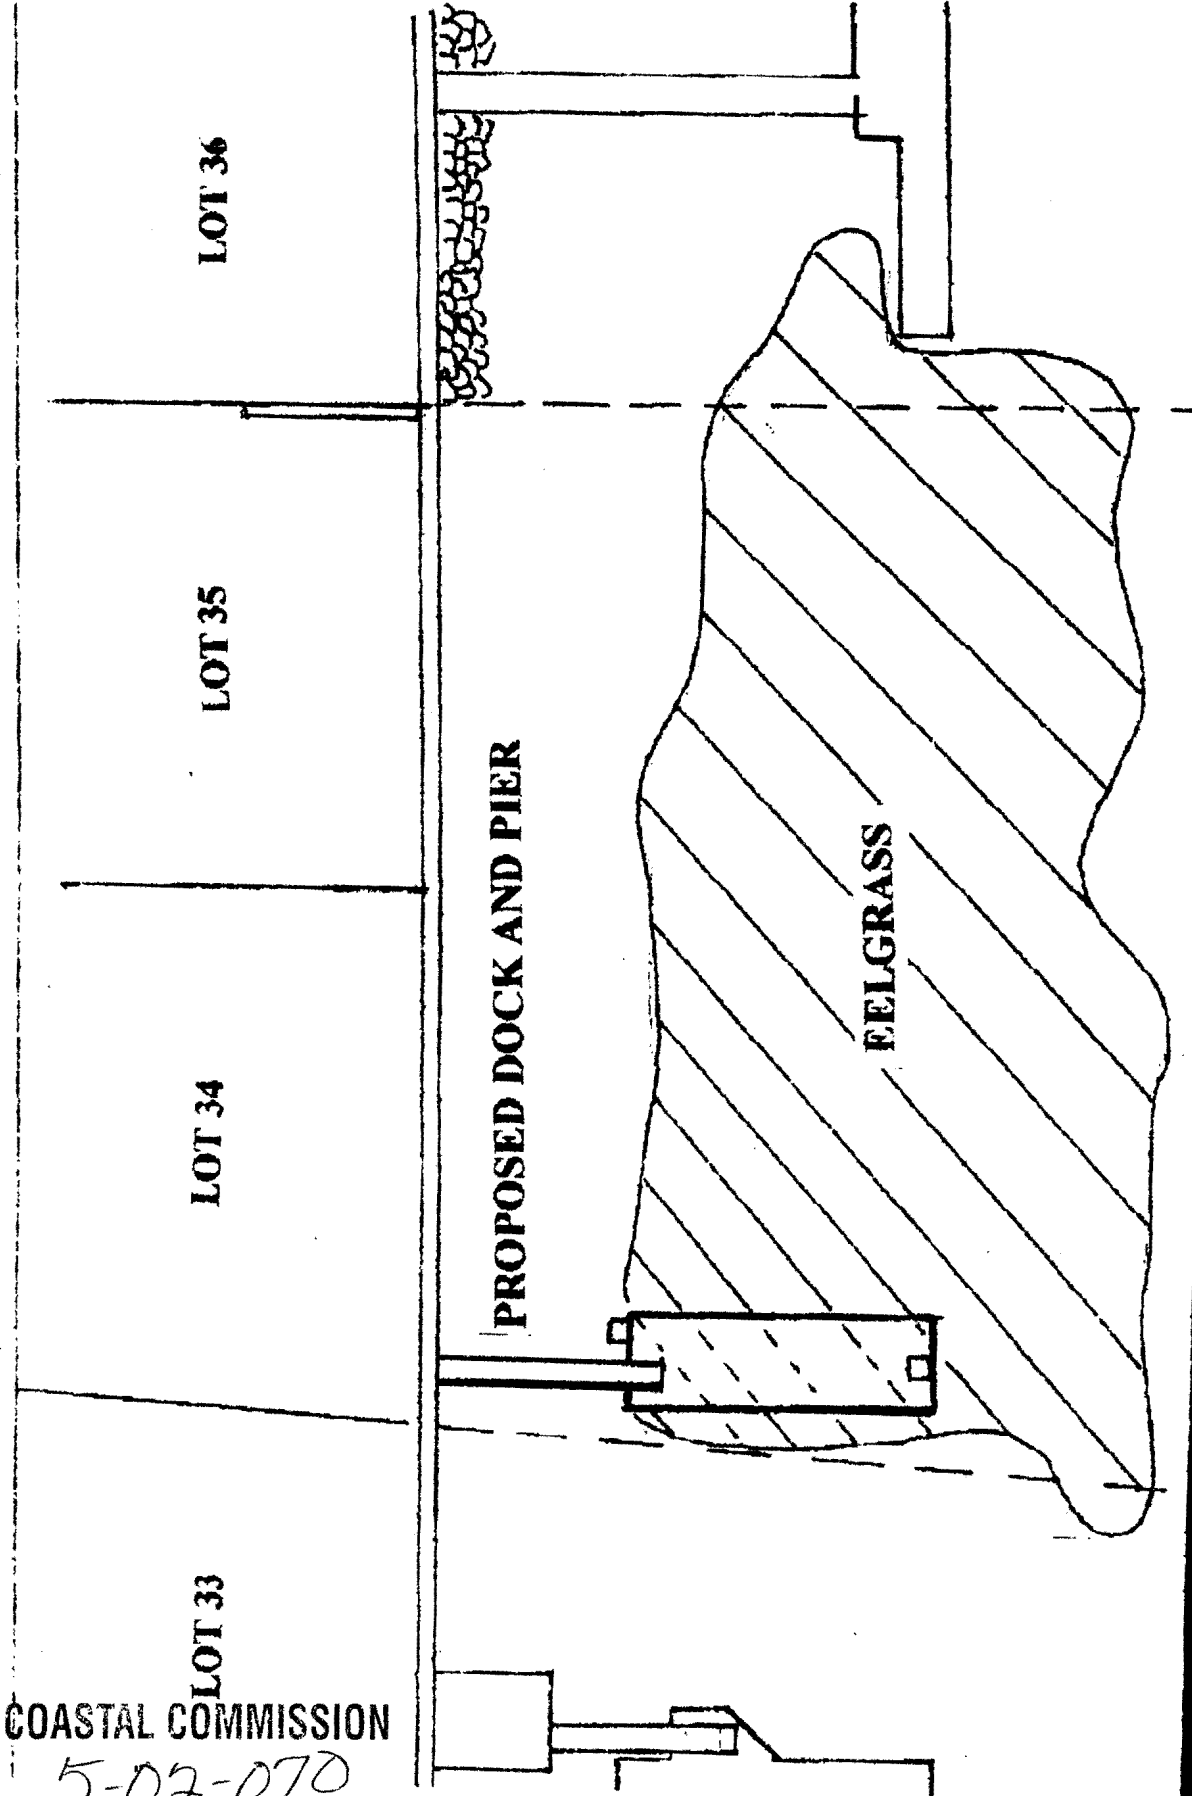 LOT 36
LOT 35
LOT 34
LOT 33
PROPOSED DOCK AND PIER
EELGRASS
COASTAL COMMISSION
5-02-070